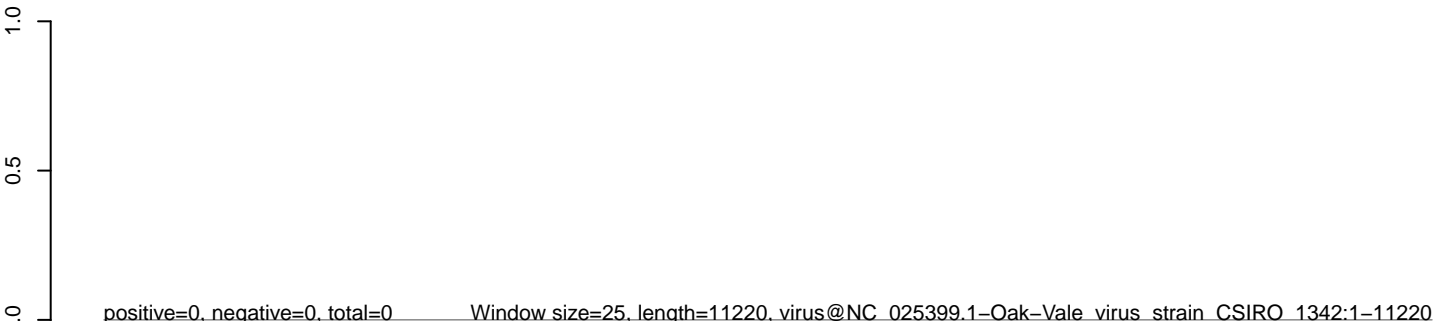 1.0
0.5
.0
positive=0, negative=0, total=0 Window size=25, length=11220, virus@NC_025399.1−Oak−Vale_virus_strain_CSIRO_1342:1−11220